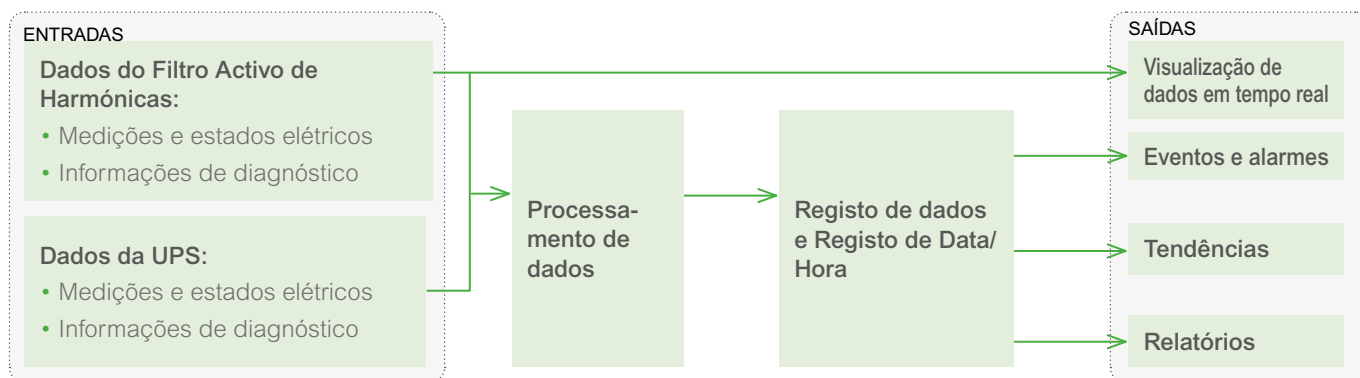 ENTRADAS
Dados do Filtro Activo de
Harmónicas:
• Medições e estados elétricos
• Informações de diagnóstico
Dados da UPS:
• Medições e estados elétricos
• Informações de diagnóstico
Processa-
mento de
dados
Registo de dados
e Registo de Data/
Hora
SAÍDAS
Visualização de
dados em tempo real
Eventos e alarmes
Tendências
Relatórios